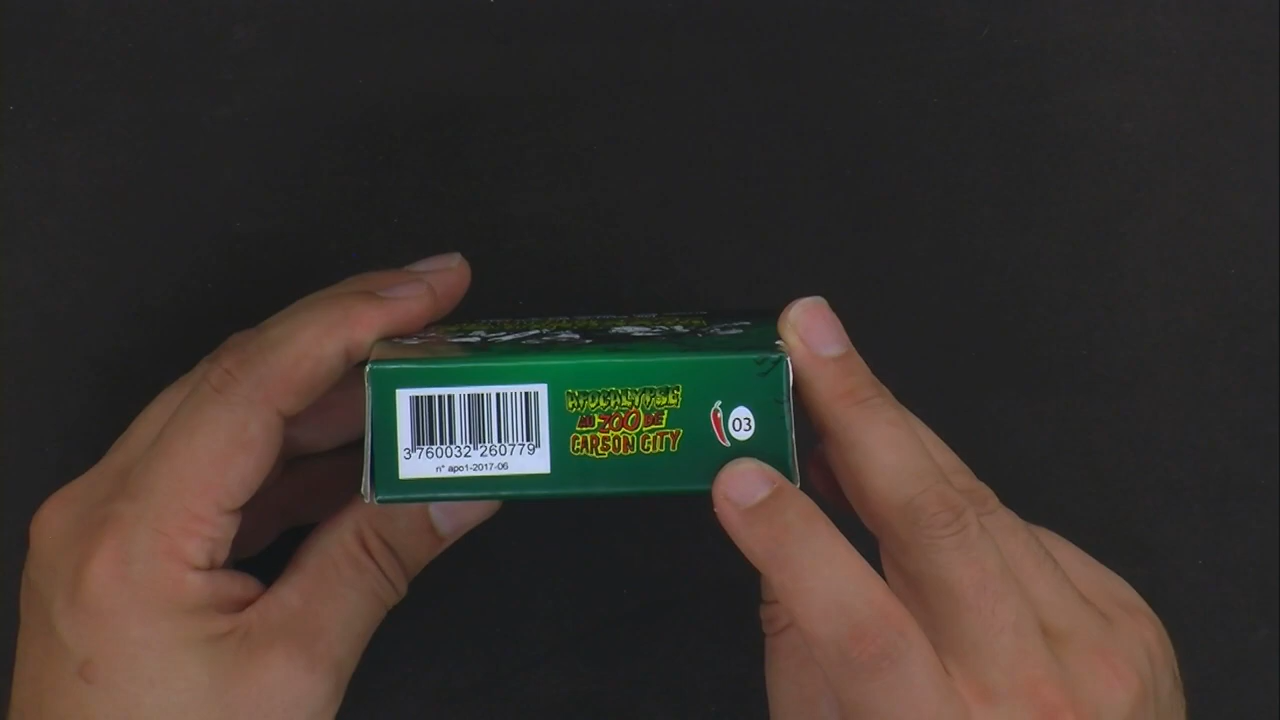 3 760032 260779
n° apo1-2017-06
APOCALYPSE
AU ZOO DE
CARSON CITY
03